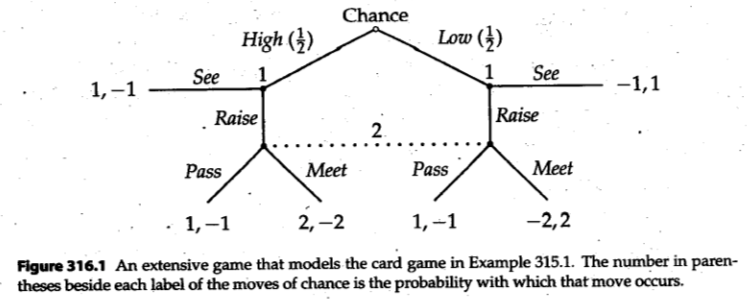 Chance
High (½) Low (½)
1, −1 See 1 1 See −1, 1
Raise Raise
2
Pass Meet Pass Meet
1, −1 2, −2 1, −1 −2, 2
Figure 316.1 An extensive game that models the card game in Example 315.1. The number in paren-
theses beside each label of the moves of chance is the probability with which that move occurs.